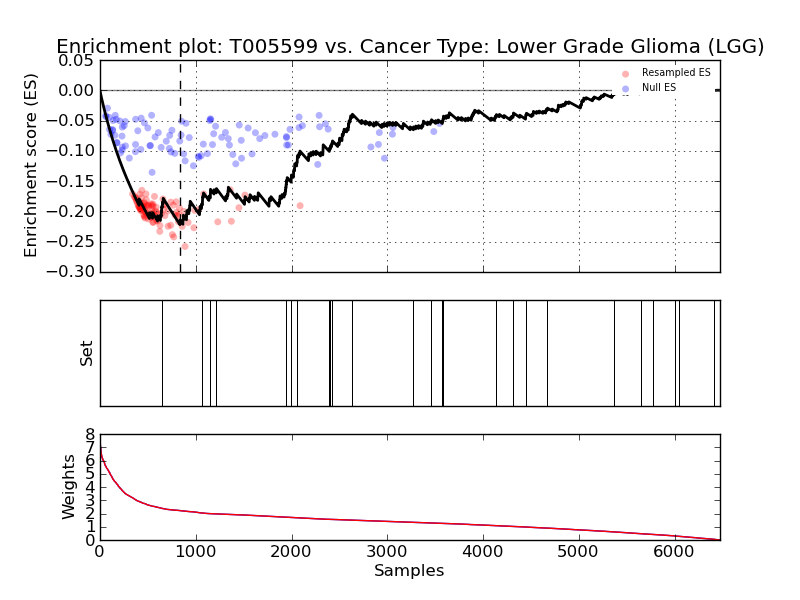 Enrichment plot: T005599 vs. Cancer Type: Lower Grade Glioma (LGG)
0.05
0.00
−0.05
−0.10
−0.15
−0.20
−0.25
−0.30
Enrichment score (ES)
Resampled ES
Null ES
Set
8
7
6
5
4
3
2
1
0
Weights
0 1000 2000 3000 4000 5000 6000
Samples